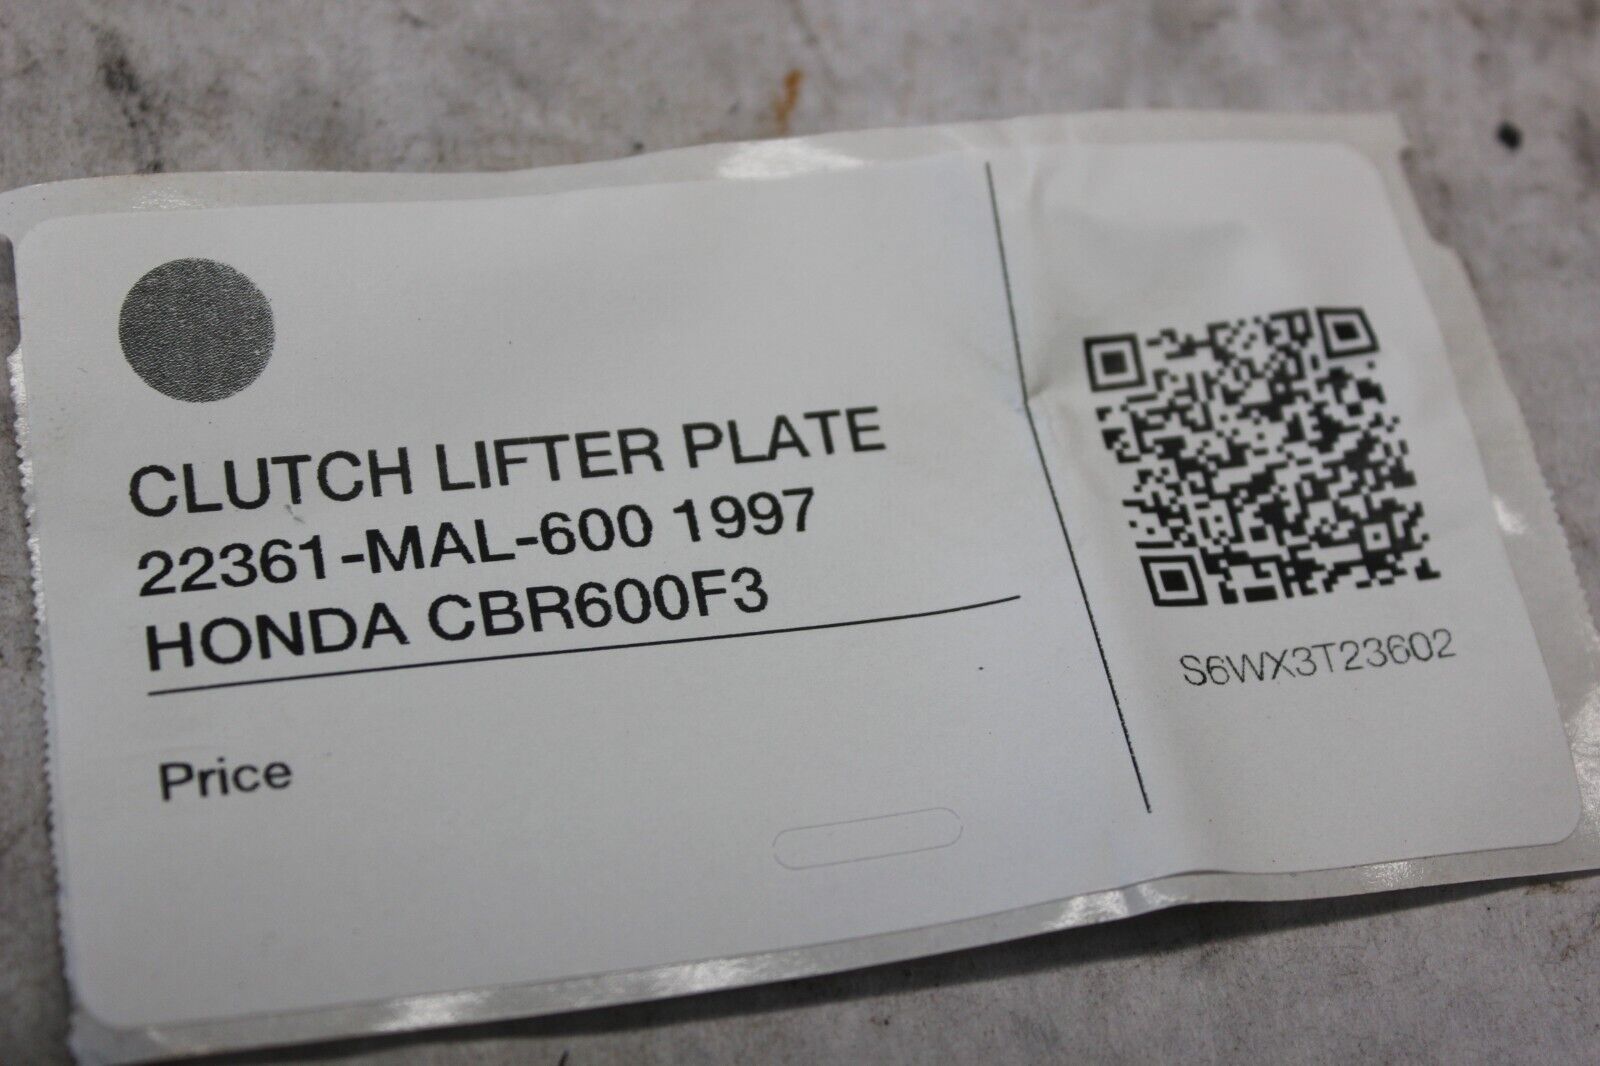 CLUTCH LIFTER PLATE
22361-MAL-600 1997
HONDA CBR600F3
Price
S6WX3T23602